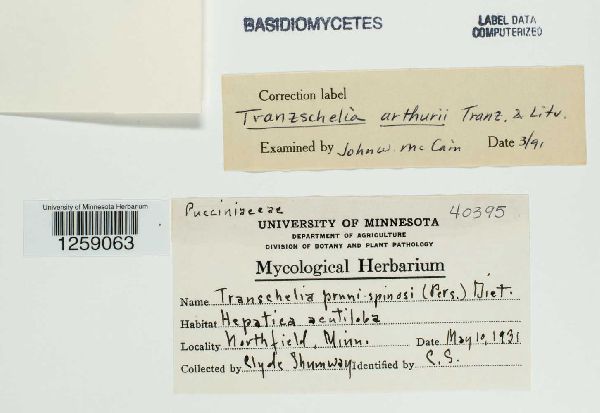 BASIDIOMYCETES
LABEL DATA
COMPUTERIZED
Correction label
Tranzschelia arthurii Tranz. & Litv.
Examined by John W. McCain Date 3/91
University of Minnesota Herbarium
1259063
Pucciniaceae 40395
UNIVERSITY OF MINNESOTA
DEPARTMENT OF AGRICULTURE
DIVISION OF BOTANY AND PLANT PATHOLOGY
Mycological Herbarium
Name Transchelia pruni-spinosi (Pers.) Diet.
Habitat Hepatica acutiloba
Locality Northfield, Minn. Date May 10, 1931
Collected by Clyde Shumway Identified by C.S.